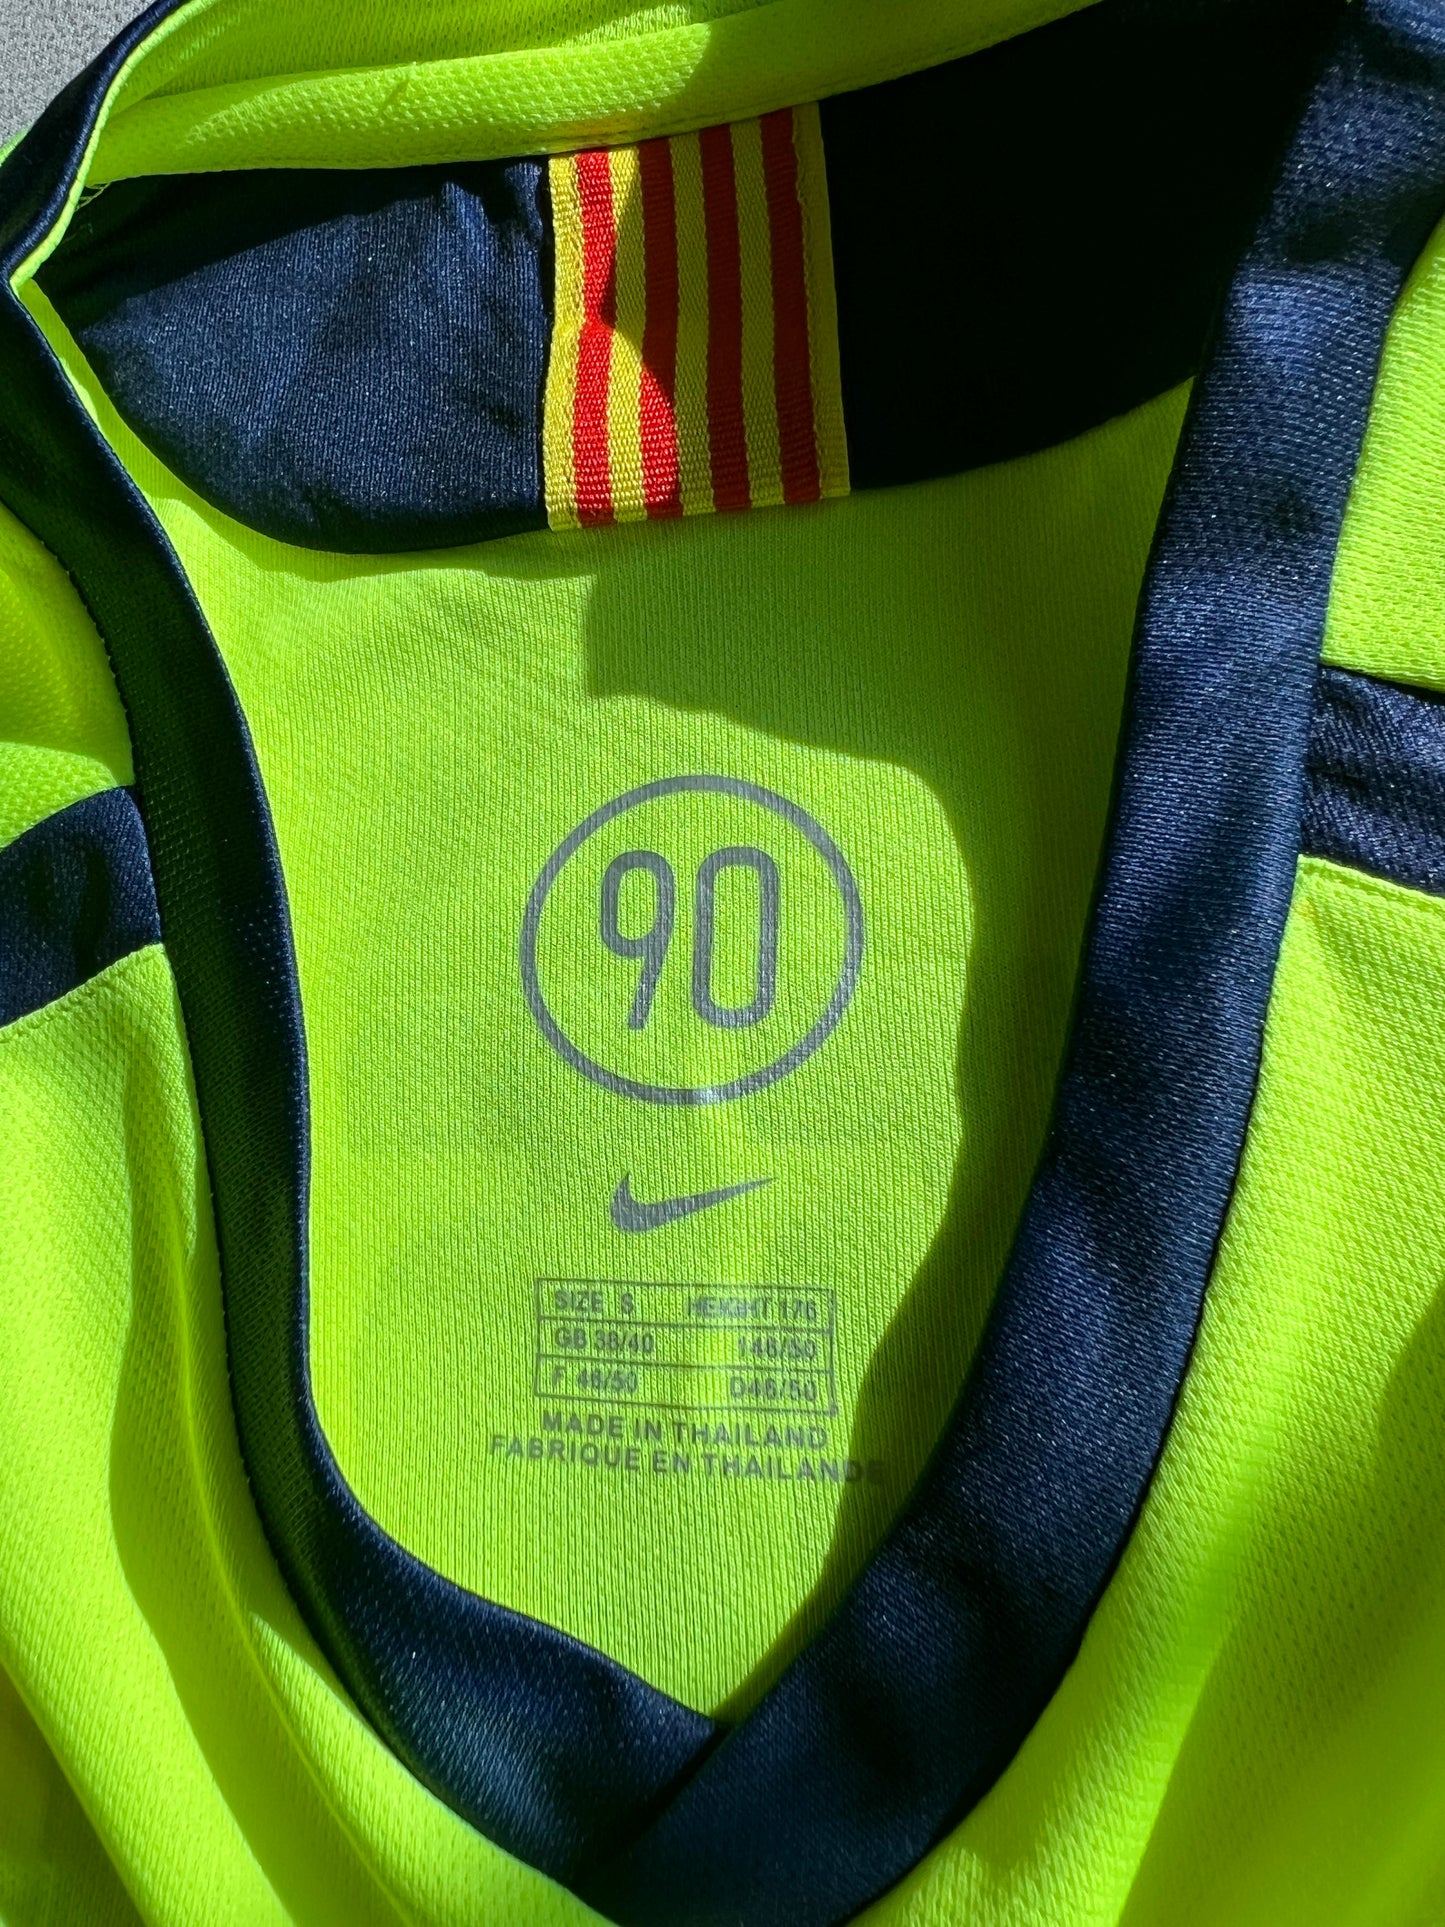 90
SIZE S HEIGHT 176
GB 38/40 146/50
F 46/50 D46/50
MADE IN THAILAND
FABRIQUE EN THAILANDE